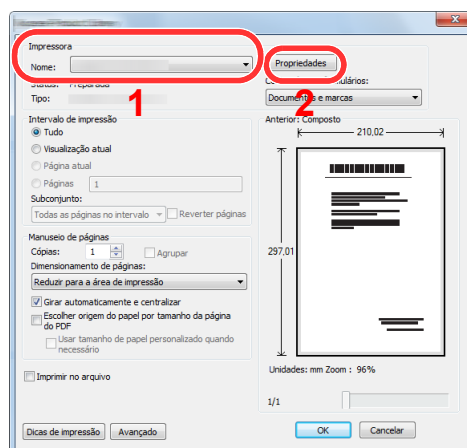 Impressora
Nome:
Propriedades
Status: Preparada
Tipo:
1
2
Documentos e marcas
Intervalo de impressão
Tudo
Visualização atual
Página atual
Páginas 1
Subconjunto:
Todas as páginas no intervalo
Reverter páginas
Manuseio de páginas
Cópias: 1
Agrupar
Dimensionamento de páginas:
Reduzir para a área de impressão
Girar automaticamente e centralizar
Escolher origem do papel por tamanho da página
do PDF
Usar tamanho de papel personalizado quando
necessário
Imprimir no arquivo
Anterior: Composto
210,02
297,01
Unidades: mm Zoom : 96%
1/1
Dicas de impressão
Avançado
OK
Cancelar